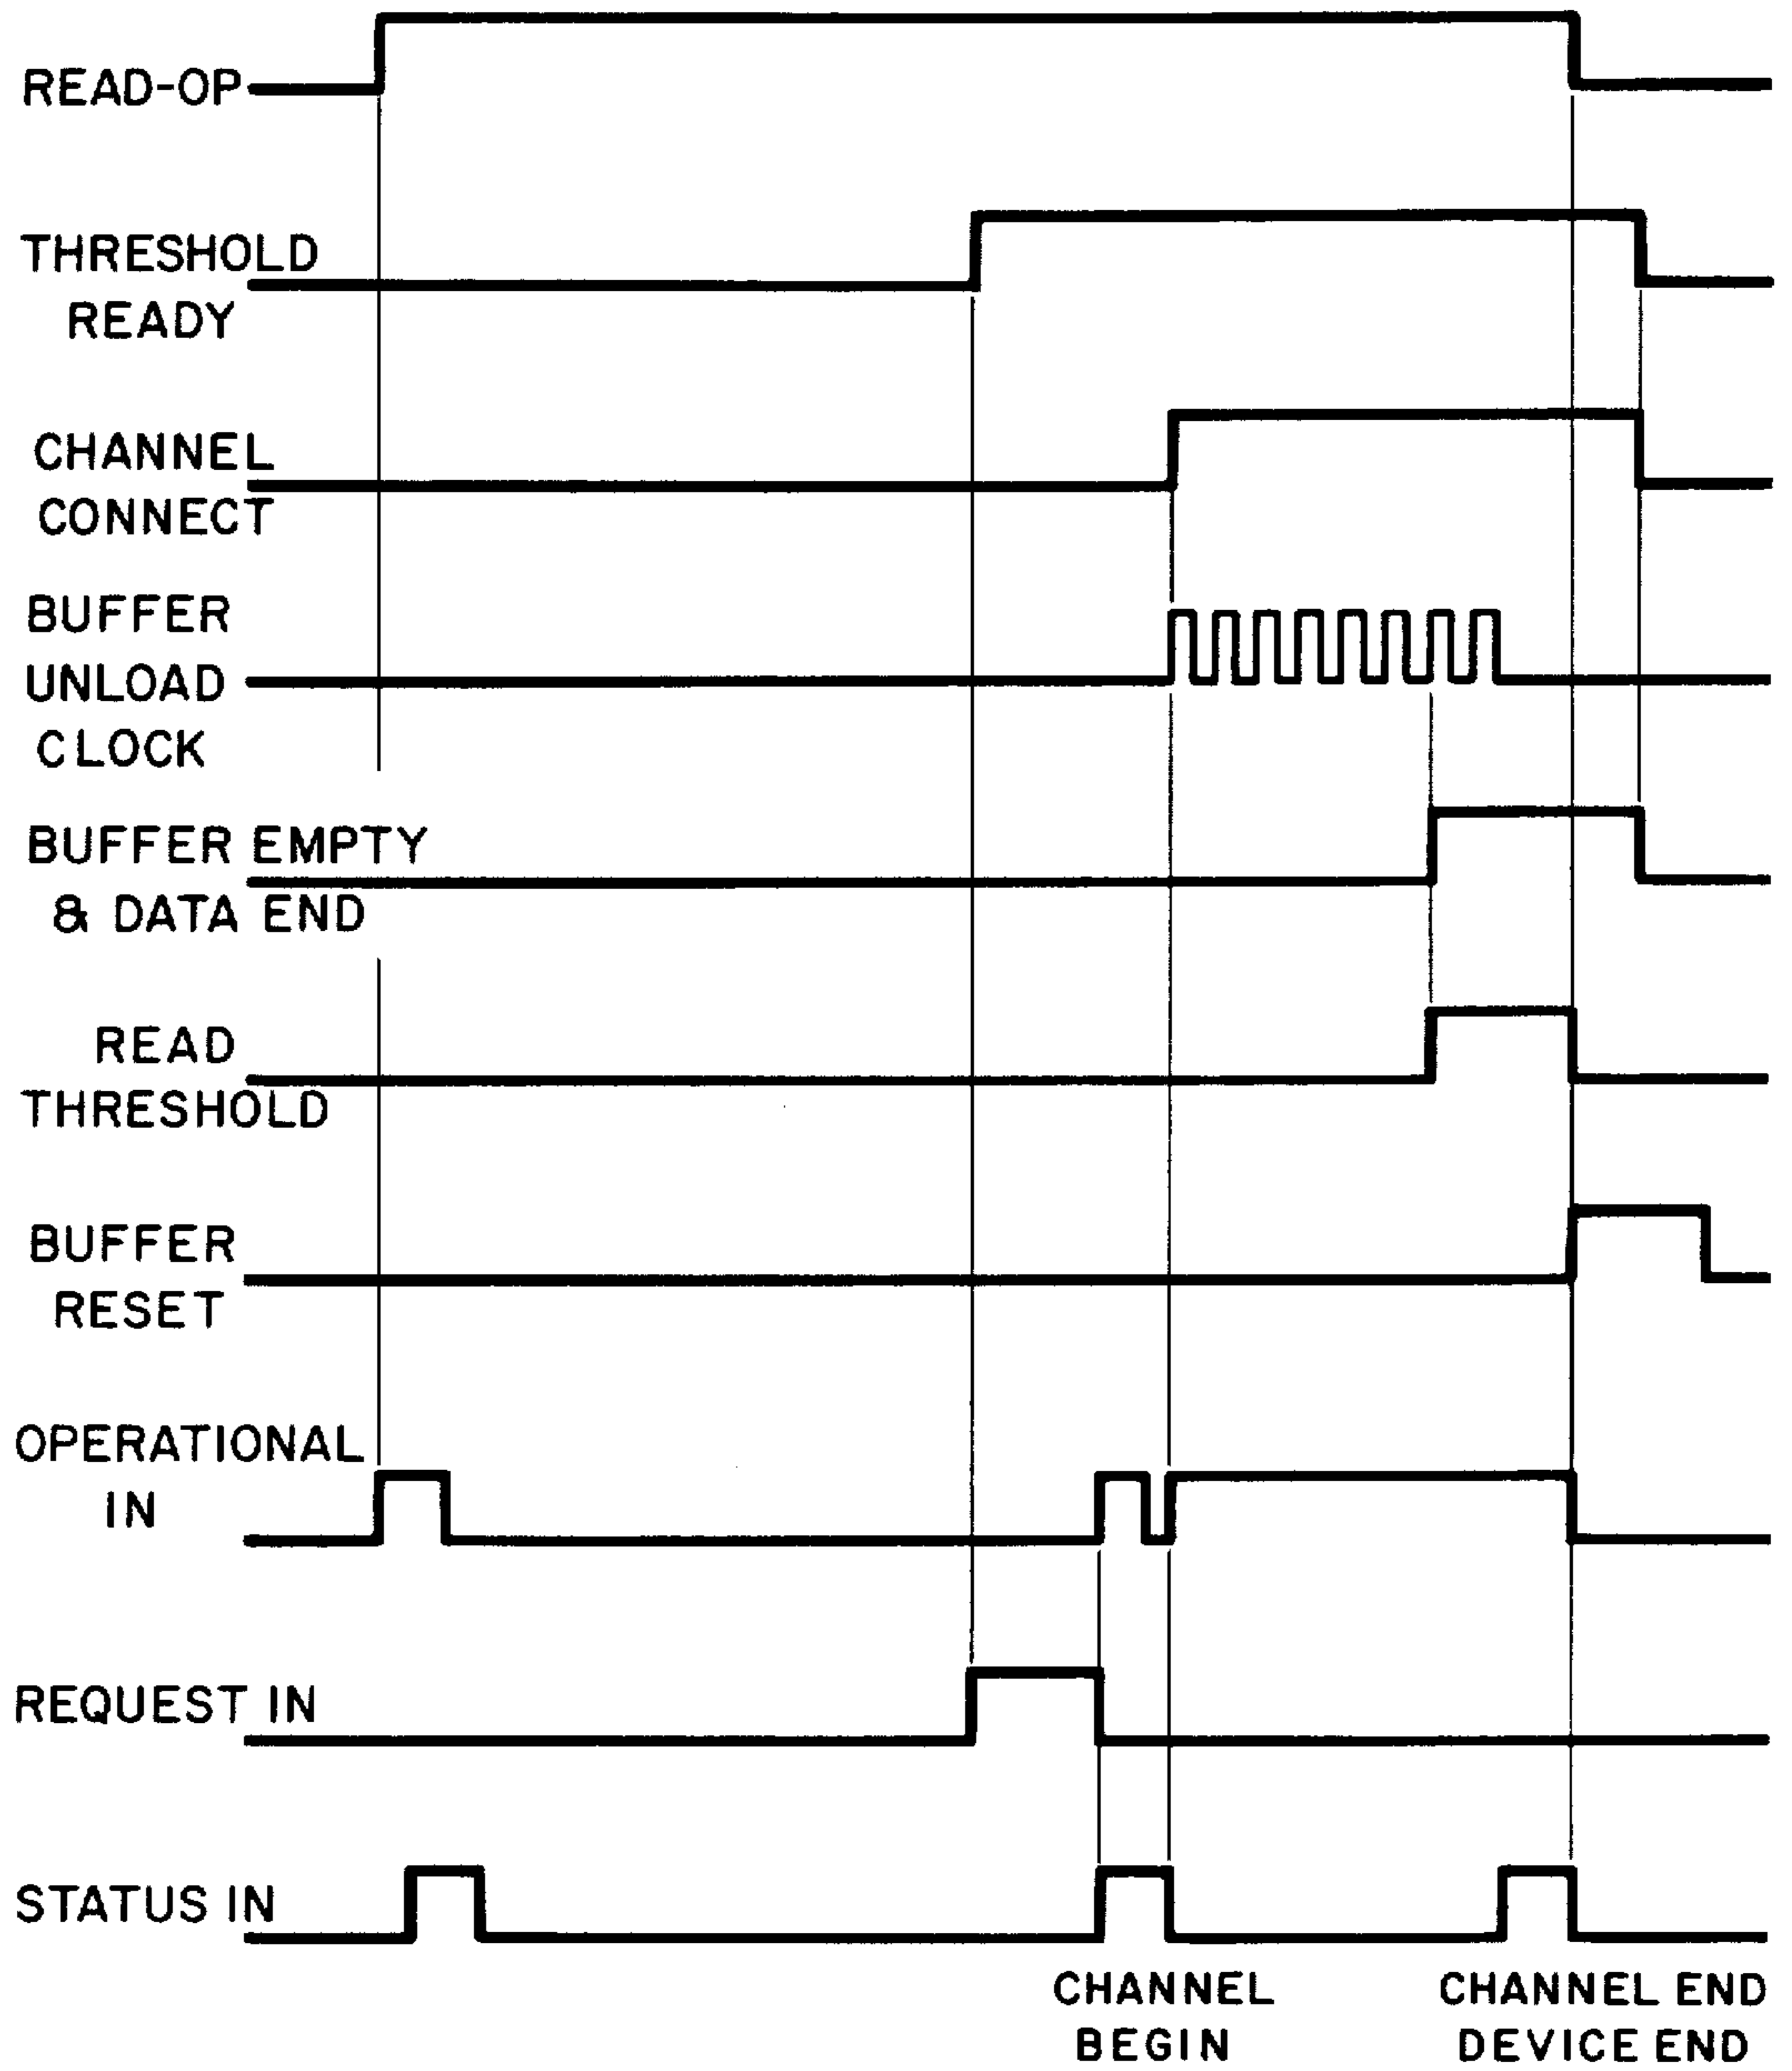 READ-OP
THRESHOLD
READY
CHANNEL
CONNECT
BUFFER
UNLOAD
CLOCK
BUFFER EMPTY
& DATA END
READ
THRESHOLD
BUFFER
RESET
OPERATIONAL
IN
REQUEST IN
STATUS IN
CHANNEL
BEGIN
CHANNEL END
DEVICE END